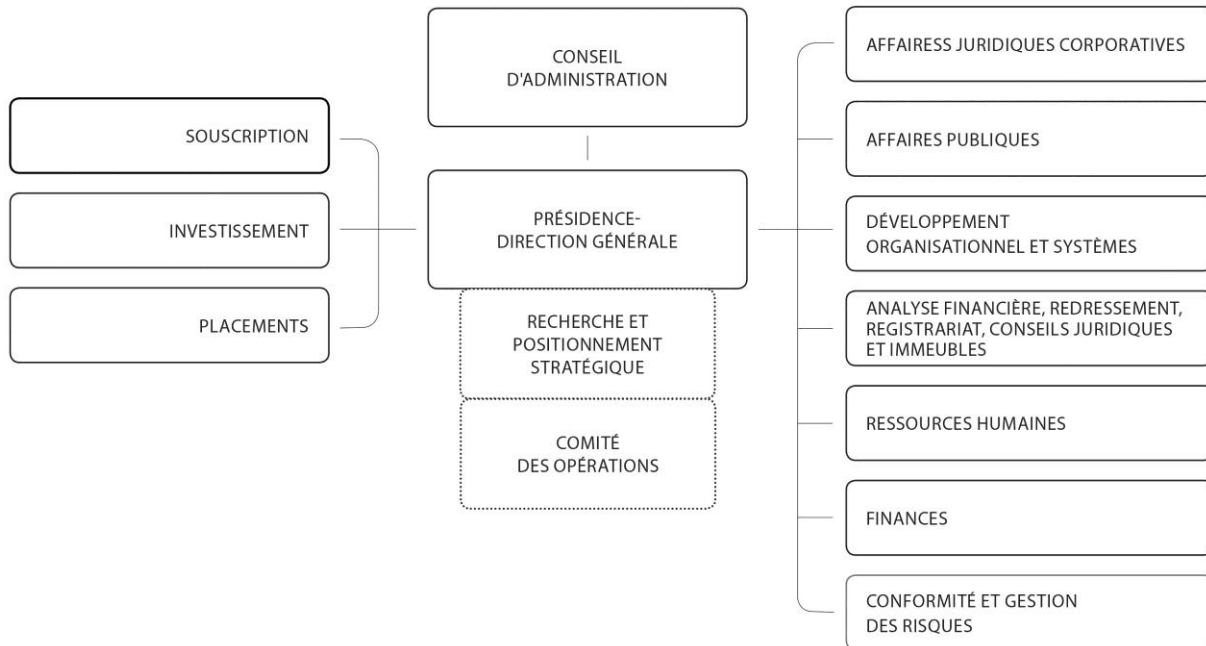 SOUSCRIPTION
INVESTISSEMENT
PLACEMENTS
CONSEIL
D'ADMINISTRATION
PRÉSIDENCE-
DIRECTION GÉNÉRALE
RECHERCHE ET
POSITIONNEMENT
STRATÉGIQUE
COMITÉ
DES OPÉRATIONS
AFFAIRESS JURIDIQUES CORPORATIVES
AFFAIRES PUBLIQUES
DÉVELOPPEMENT
ORGANISATIONNEL ET SYSTÈMES
ANALYSE FINANCIÈRE, REDRESSEMENT,
REGISTRARIAT, CONSEILS JURIDIQUES
ET IMMEUBLES
RESSOURCES HUMAINES
FINANCES
CONFORMITÉ ET GESTION
DES RISQUES